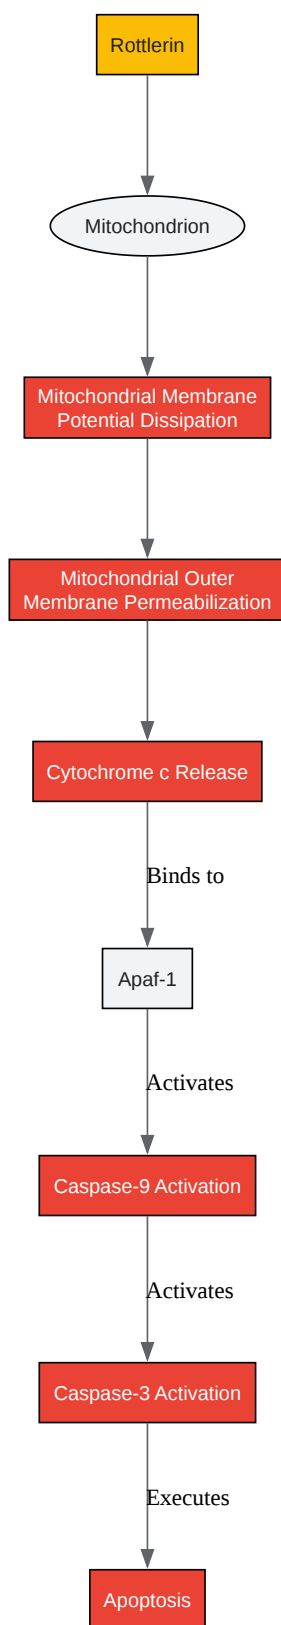 Rottlerin
Mitochondrion
Mitochondrial Membrane
Potential Dissipation
Mitochondrial Outer
Membrane Permeabilization
Cytochrome c Release
Binds to
Apaf-1
Activates
Caspase-9 Activation
Activates
Caspase-3 Activation
Executes
Apoptosis